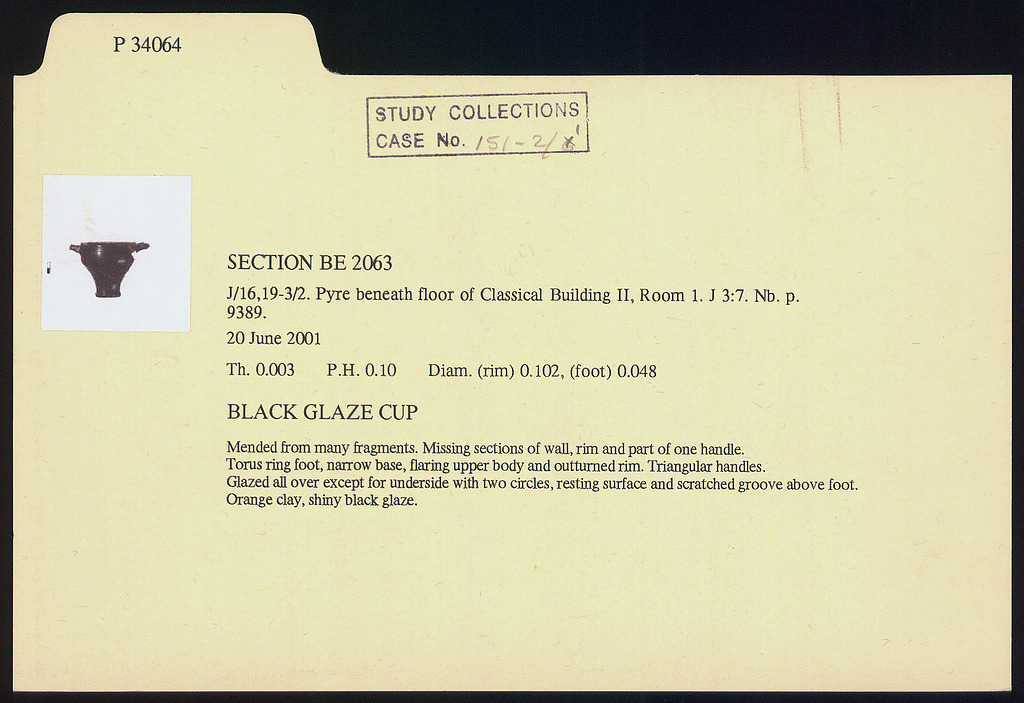 P 34064
STUDY COLLECTIONS
CASE No. 151-2/
SECTION BE 2063
J/16,19-3/2. Pyre beneath floor of Classical Building II, Room 1. J 3:7. Nb. p.
9389.
20 June 2001
Th. 0.003 P.H. 0.10 Diam. (rim) 0.102, (foot) 0.048
BLACK GLAZE CUP
Mended from many fragments. Missing sections of wall, rim and part of one handle.
Torus ring foot, narrow base, flaring upper body and outturned rim. Triangular handles.
Glazed all over except for underside with two circles, resting surface and scratched groove above foot.
Orange clay, shiny black glaze.